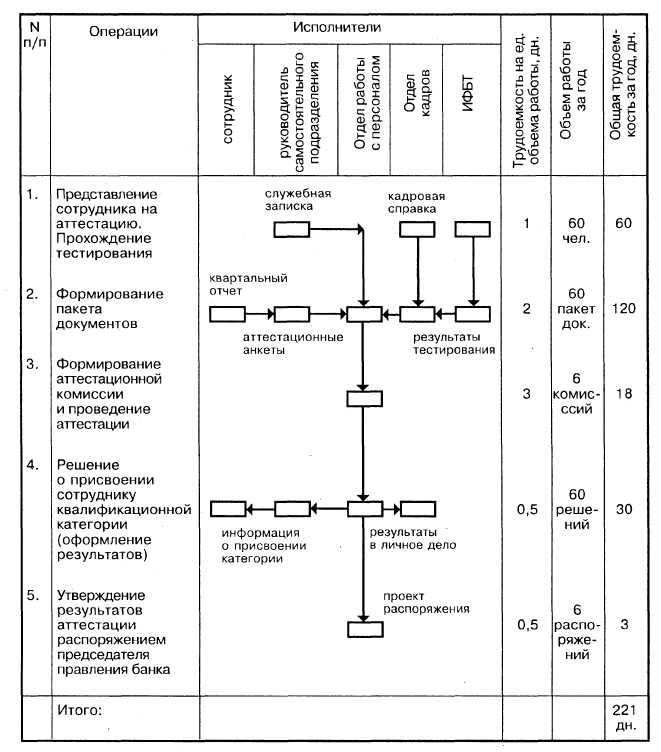 N
п/п
Операции
Исполнители
сотрудник
руководитель
самостоятельного
подразделения
Отдел работы
с персоналом
Отдел
кадров
ИФБТ
Трудоемкость на ед.
объема работы, дн.
Объем работы
за год
Общая трудоем-
кость за год, дн.
1.
Представление
сотрудника на
аттестацию.
Прохождение
тестирования
служебная
записка
кадровая
справка
1
60
чел.
60
2.
Формирование
пакета
документов
квартальный
отчет
аттестационные
анкеты
результаты
тестирования
2
60
пакет
док.
120
3.
Формирование
аттестационной
комиссии
и проведение
аттестации
3
6
комис-
ссий
18
4.
Решение
о присвоении
сотруднику
квалификационной
категории
(оформление
результатов)
информация
о присвоении
категории
результаты
в личное дело
0,5
60
реше-
ний
30
5.
Утверждение
результатов
аттестации
распоряжением
председателя
правления банка
проект
распоряжения
0,5
6
распо-
ряже-
ний
3
Итого:
221
дн.